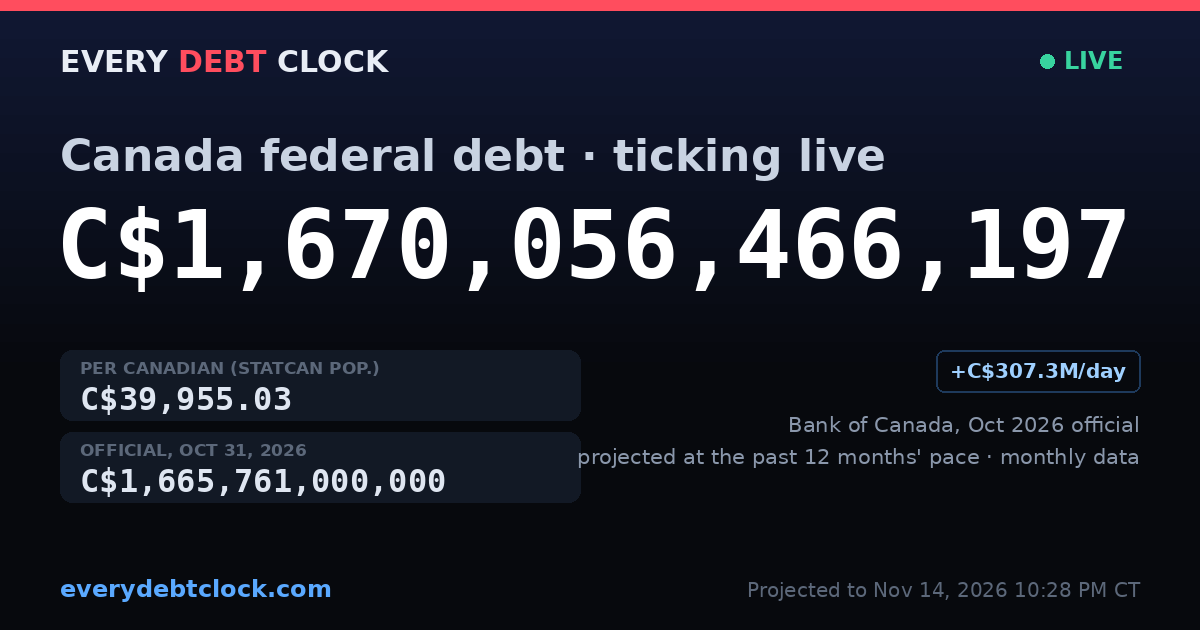 EVERY DEBT CLOCK
LIVE
Canada federal debt · ticking live
C$1,670,056,466,197
PER CANADIAN (STATCAN POP.)
C$39,955.03
+C$307.3M/day
Bank of Canada, Oct 2026 official
projected at the past 12 months' pace · monthly data
OFFICIAL, OCT 31, 2026
C$1,665,761,000,000
everydebtclock.com
Projected to Nov 14, 2026 10:28 PM CT